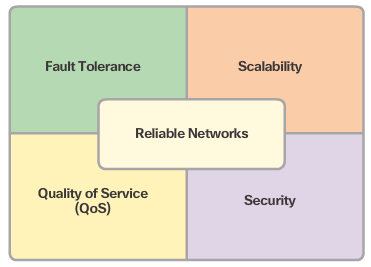 Fault Tolerance
Scalability
Reliable Networks
Quality of Service
(QoS)
Security